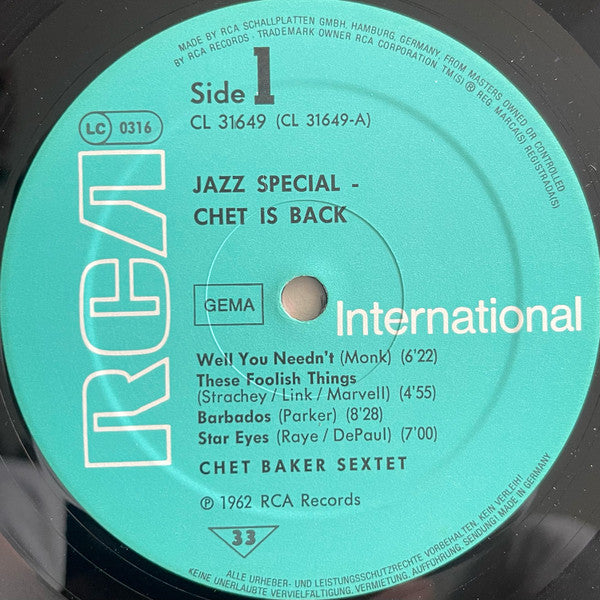 MADE BY RCA SCHALLPLATTEN GMBH, HAMBURG, GERMANY, FROM MASTERS OWNED OR CONTROLLED
BY RCA RECORDS · TRADEMARK OWNER RCA CORPORATION. TM(S) ® REG. MARCA(S) REGISTRADA(S)
Side 1
LC 0316
CL 31649 (CL 31649-A)
JAZZ SPECIAL -
CHET IS BACK
RCA
GEMA
International
Well You Needn't (Monk) (6'22)
These Foolish Things
(Strachey / Link / Marvell) (4'55)
Barbados (Parker) (8'28)
Star Eyes (Raye / DePaul) (7'00)
CHET BAKER SEXTET
℗ 1962 RCA Records
33
ALLE URHEBER- UND LEISTUNGSSCHUTZRECHTE VORBEHALTEN. KEIN VERLEIH!
KEINE UNERLAUBTE VERVIELFÄLTIGUNG, VERMIETUNG, AUFFÜHRUNG, SENDUNG! MADE IN GERMANY